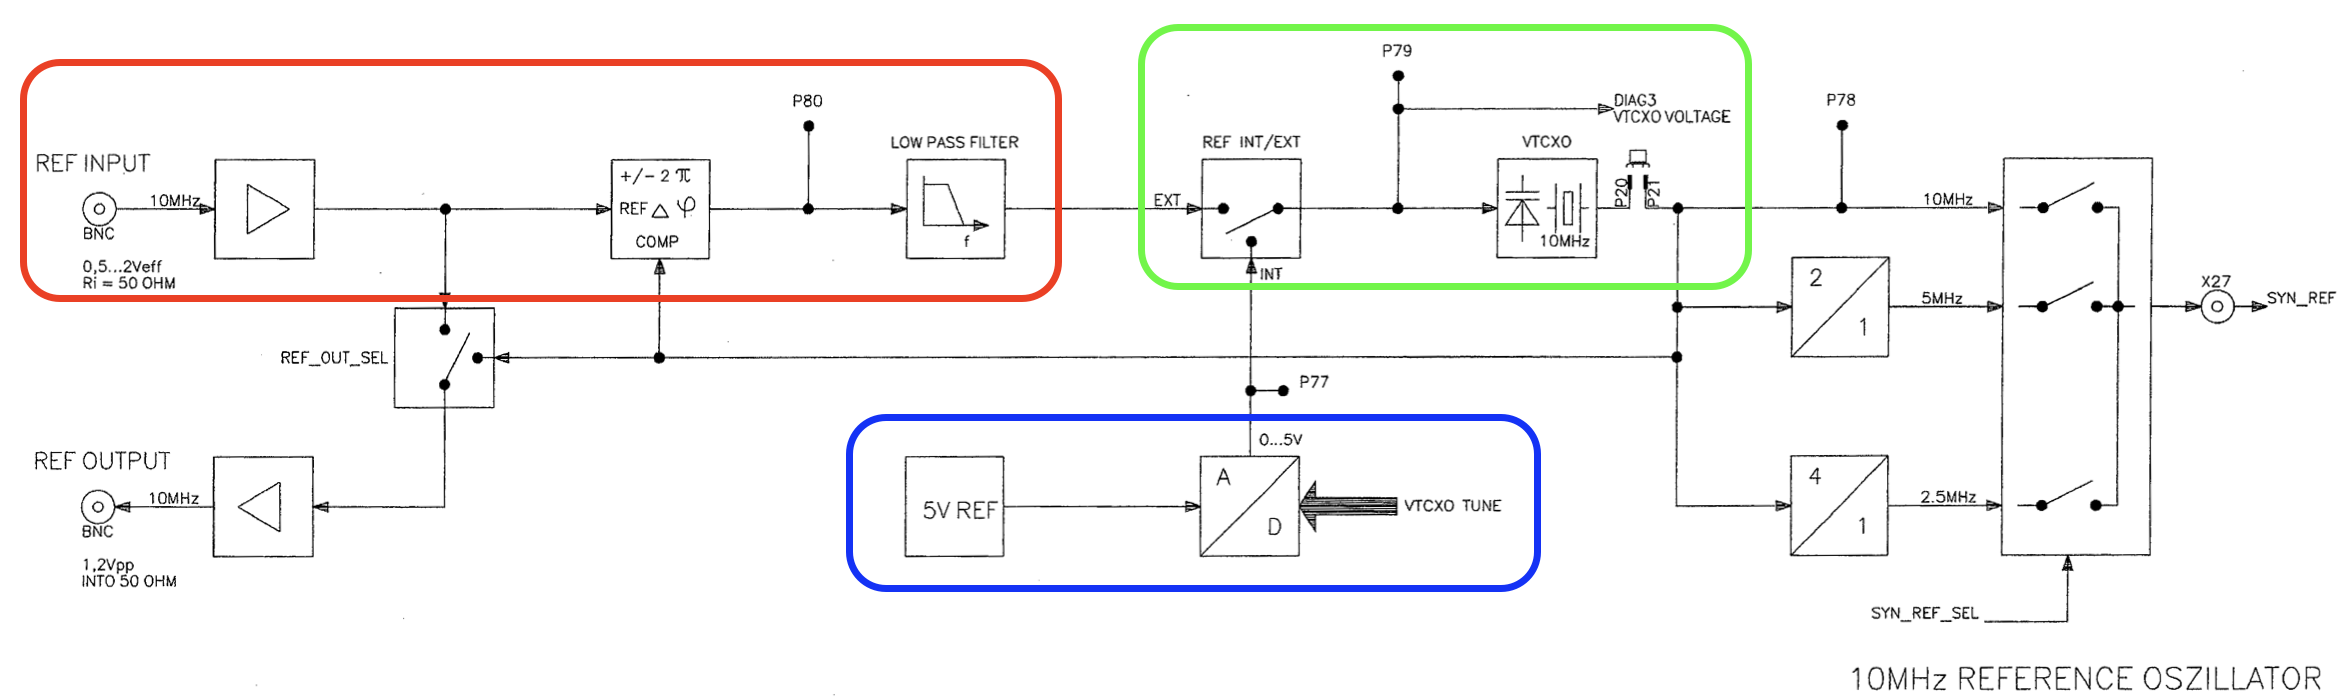 P79
P80
DIAG3
VTCXO VOLTAGE
P78
REF INPUT
LOW PASS FILTER
REF INT/EXT
VTCXO
+/- 2 π
10MHz
REF △ φ
EXT
P20
P21
10MHz
BNC
COMP
f
10MHz
0,5...2Veff
Ri = 50 OHM
INT
2
1
5MHz
X27
SYN_REF
REF_OUT_SEL
P77
REF OUTPUT
0...5V
10MHz
BNC
5V REF
A
D
VTCXO TUNE
4
1
2.5MHz
1,2Vpp
INTO 50 OHM
SYN_REF_SEL
10MHz REFERENCE OSZILLATOR